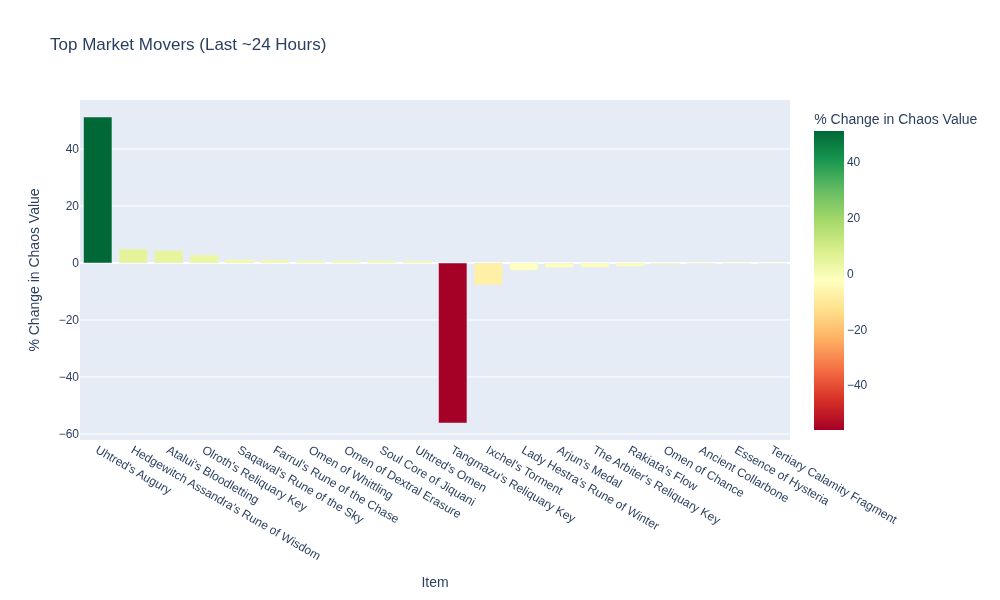 Top Market Movers (Last ~24 Hours)
% Change in Chaos Value
40
20
0
−20
−40
−60
Uhtred's Augury
Hedgewitch Assandra's Rune of Wisdom
Atalui's Bloodletting
Olroth's Reliquary Key
Saqawal's Rune of the Sky
Farrul's Rune of the Chase
Omen of Whittling
Omen of Dextral Erasure
Soul Core of Jiquani
Uhtred's Omen
Tangmazu's Reliquary Key
Ixchel's Torment
Lady Hestra's Rune of Winter
Arjun's Medal
The Arbiter's Reliquary Key
Rakiata's Flow
Omen of Chance
Ancient Collarbone
Essence of Hysteria
Tertiary Calamity Fragment
Item
% Change in Chaos Value
40
20
0
−20
−40